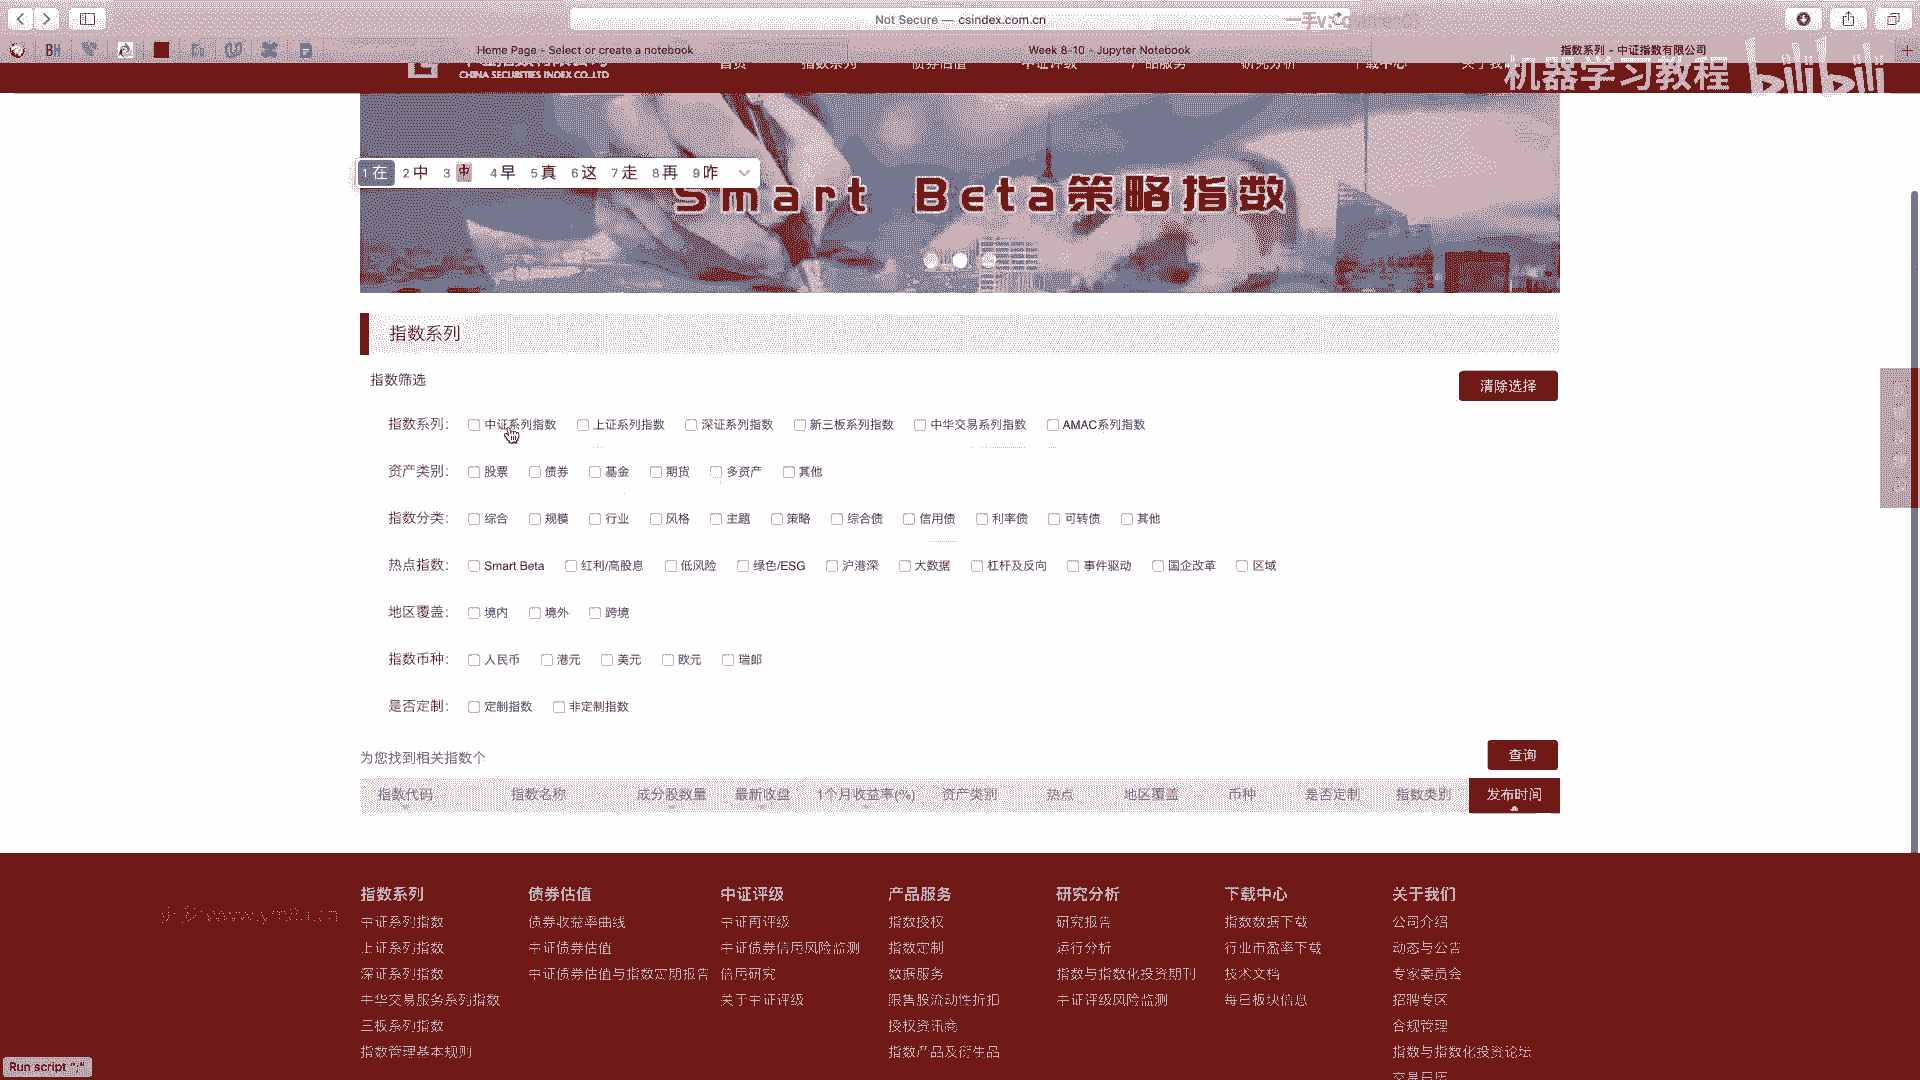 Not Secure — csindex.com.cn
Home Page - Select or create a notebook
Week 8-10 - Jupyter Notebook
指数系列 - 中证指数有限公司
机器学习教程 bilibili
CHINA SECURITIES INDEX CO.,LTD
首页 指数系列 债券估值 中证评级 产品服务 研究分析 下载中心
1 在 2 中 3 4 早 5 真 6 这 7 走 8 再 9 咋
Smart Beta策略指数
指数系列
指数筛选
清除选择
指数系列: 中证系列指数 上证系列指数 深证系列指数 新三板系列指数 中华交易系列指数 AMAC系列指数
资产类别: 股票 债券 基金 期货 多资产 其他
指数分类: 综合 规模 行业 风格 主题 策略 综合债 信用债 利率债 可转债 其他
热点指数: Smart Beta 红利/高股息 低风险 绿色/ESG 沪港深 大数据 杠杆及反向 事件驱动 国企改革 区域
地区覆盖: 境内 境外 跨境
指数币种: 人民币 港元 美元 欧元 瑞郎
是否定制: 定制指数 非定制指数
为您找到相关指数个
查询
指数代码 指数名称 成分股数量 最新收盘 1个月收益率(%) 资产类别 热点 地区覆盖 币种 是否定制 指数类别 发布时间
指数系列 债券估值 中证评级 产品服务 研究分析 下载中心 关于我们
中证系列指数 债券收益率曲线 中证再评级 指数授权 研究报告 指数数据下载 公司介绍
上证系列指数 中证债券估值 中证债券信用风险监测 指数定制 运行分析 行业市盈率下载 动态与公告
深证系列指数 中证债券估值与指数定期报告 信用研究 数据服务 指数与指数化投资期刊 技术文档 专家委员会
中华交易服务系列指数 关于中证评级 限售股流动性折扣 中证评级风险监测 每日板块信息 招聘专区
三板系列指数 授权资讯商 合规管理
指数管理基本规则 指数产品及衍生品 指数与指数化投资论坛
交易日历
Run script